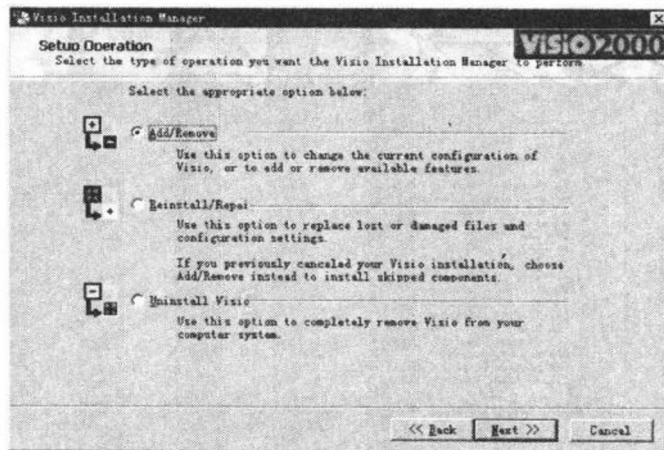 Visio Installation Manager
Setup Operation
VISIO 2000
Select the type of operation you want the Visio Installation Manager to perform
Select the appropriate option below:
Add/Remove
Use this option to change the current configuration of
Visio, or to add or remove available features.
Reinstall/Repai
Use this option to replace lost or damaged files and
configuration settings.
If you previously canceled your Visio installation, choose
Add/Remove instead to install skipped components.
Uninstall Visio
Use this option to completely remove Visio from your
computer system.
<< Back
Next >>
Cancel